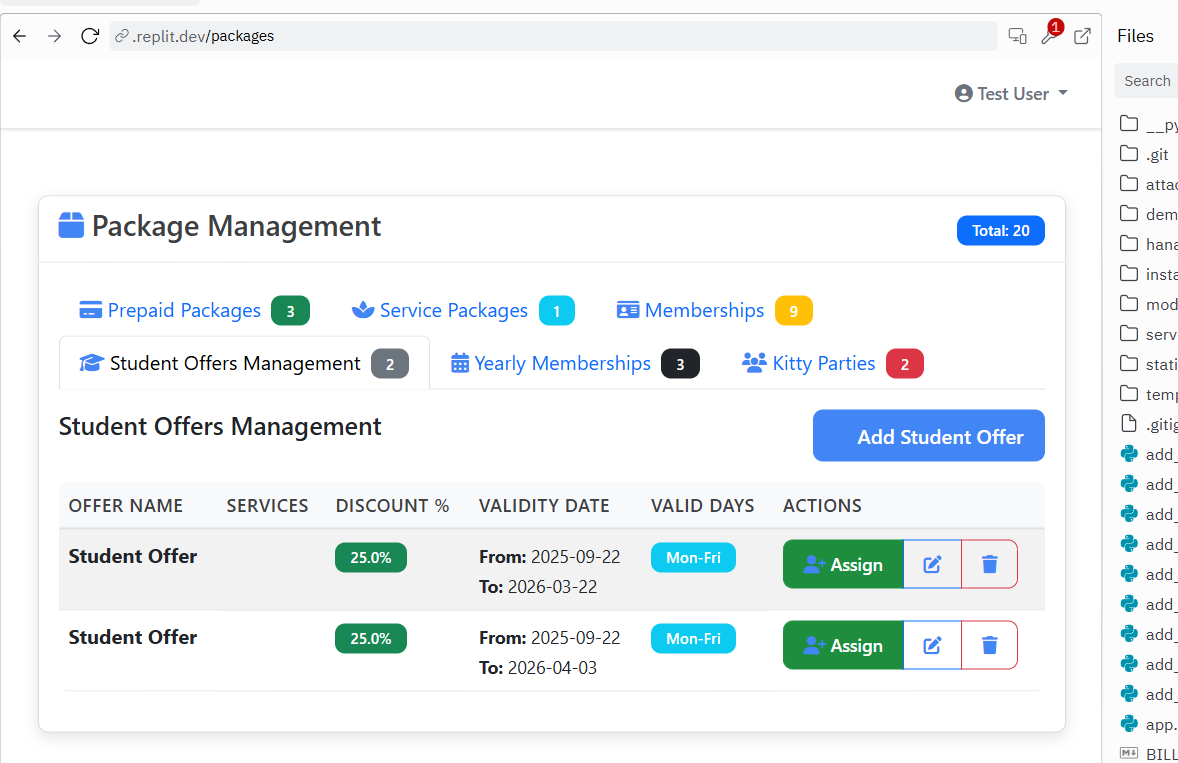 .replit.dev/packages
1
Files
Search
Test User
Package Management
Total: 20
Prepaid Packages 3
Service Packages 1
Memberships 9
Student Offers Management 2
Yearly Memberships 3
Kitty Parties 2
Student Offers Management
Add Student Offer
OFFER NAME SERVICES DISCOUNT % VALIDITY DATE VALID DAYS ACTIONS
Student Offer 25.0% From: 2025-09-22 Mon-Fri Assign
To: 2026-03-22
Student Offer 25.0% From: 2025-09-22 Mon-Fri Assign
To: 2026-04-03
__py
.git
attac
dem
hana
insta
mod
serv
stati
temp
.gitig
add_
add_
add_
add_
add_
add_
add_
add_
add_
app.
BILL